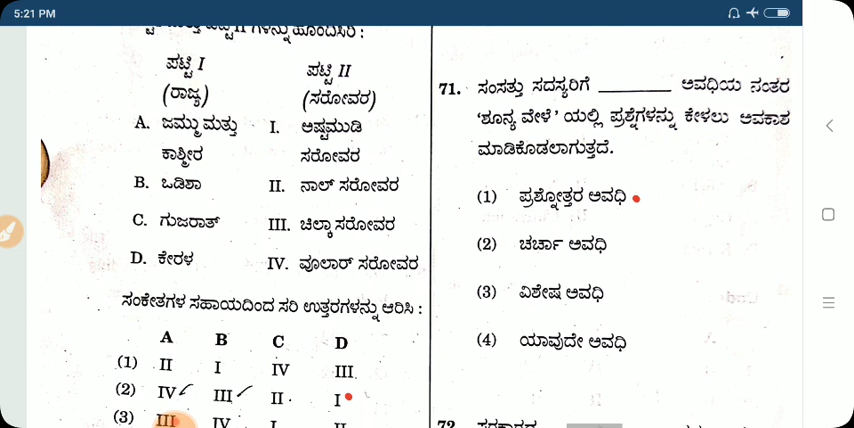 5:21 PM
ಪಟ್ಟಿ I
ಪಟ್ಟಿ II
(ರಾಜ್ಯ)
(ಸರೋವರ)
A. ಜಮ್ಮು ಮತ್ತು ಕಾಶ್ಮೀರ
I. ಅಷ್ಟಮುಡಿ ಸರೋವರ
B. ಒಡಿಶಾ
II. ನಾಲ್ ಸರೋವರ
C. ಗುಜರಾತ್
III. ಚಿಲ್ಕಾ ಸರೋವರ
D. ಕೇರಳ
IV. ವೂಲಾರ್ ಸರೋವರ
ಸಂಕೇತಗಳ ಸಹಾಯದಿಂದ ಸರಿ ಉತ್ತರಗಳನ್ನು ಆರಿಸಿ :
A B C D
(1) II I IV III
(2) IV III II I
(3) III IV I II
71. ಸಂಸತ್ತು ಸದಸ್ಯರಿಗೆ ________ ಅವಧಿಯ ನಂತರ
'ಶೂನ್ಯ ವೇಳೆ' ಯಲ್ಲಿ ಪ್ರಶ್ನೆಗಳನ್ನು ಕೇಳಲು ಅವಕಾಶ
ಮಾಡಿಕೊಡಲಾಗುತ್ತದೆ.
(1) ಪ್ರಶ್ನೋತ್ತರ ಅವಧಿ
(2) ಚರ್ಚಾ ಅವಧಿ
(3) ವಿಶೇಷ ಅವಧಿ
(4) ಯಾವುದೇ ಅವಧಿ
72